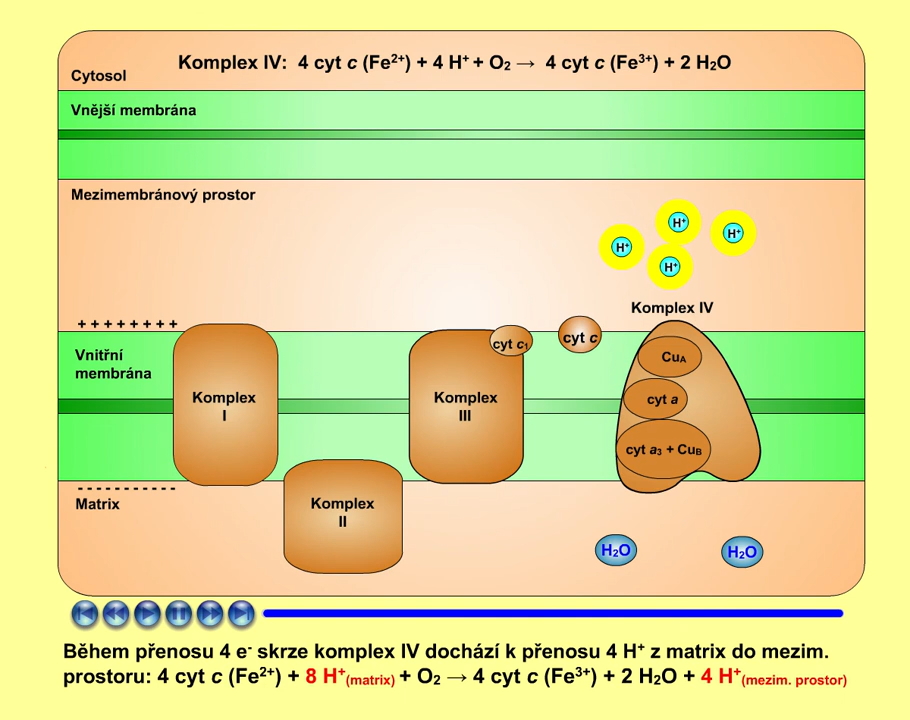 Komplex IV: 4 cyt c (Fe²⁺) + 4 H⁺ + O₂ → 4 cyt c (Fe³⁺) + 2 H₂O
Cytosol
Vnější membrána
Mezimembránový prostor
H⁺
H⁺
H⁺
H⁺
Komplex IV
+ + + + + + + +
cyt c₁
cyt c
Vnitřní
membrána
Cu_A
Komplex
I
Komplex
III
cyt a
cyt a₃ + Cu_B
- - - - - - - - - - -
Matrix
Komplex
II
H₂O
H₂O
Během přenosu 4 e⁻ skrze komplex IV dochází k přenosu 4 H⁺ z matrix do mezim.
prostoru: 4 cyt c (Fe²⁺) + 8 H⁺(matrix) + O₂ → 4 cyt c (Fe³⁺) + 2 H₂O + 4 H⁺(mezim. prostor)